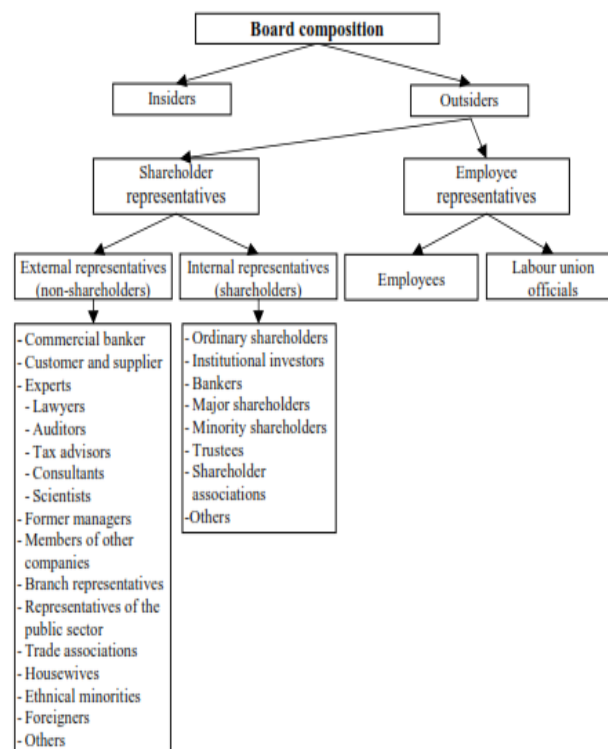 Board composition
Insiders
Outsiders
Shareholder
representatives
Employee
representatives
External representatives
(non-shareholders)
Internal representatives
(shareholders)
Employees
Labour union
officials
- Commercial banker
- Customer and supplier
- Experts
- Lawyers
- Auditors
- Tax advisors
- Consultants
- Scientists
- Former managers
- Members of other
companies
- Branch representatives
- Representatives of the
public sector
- Trade associations
- Housewives
- Ethnical minorities
- Foreigners
- Others
- Ordinary shareholders
- Institutional investors
- Bankers
- Major shareholders
- Minority shareholders
- Trustees
- Shareholder
associations
-Others